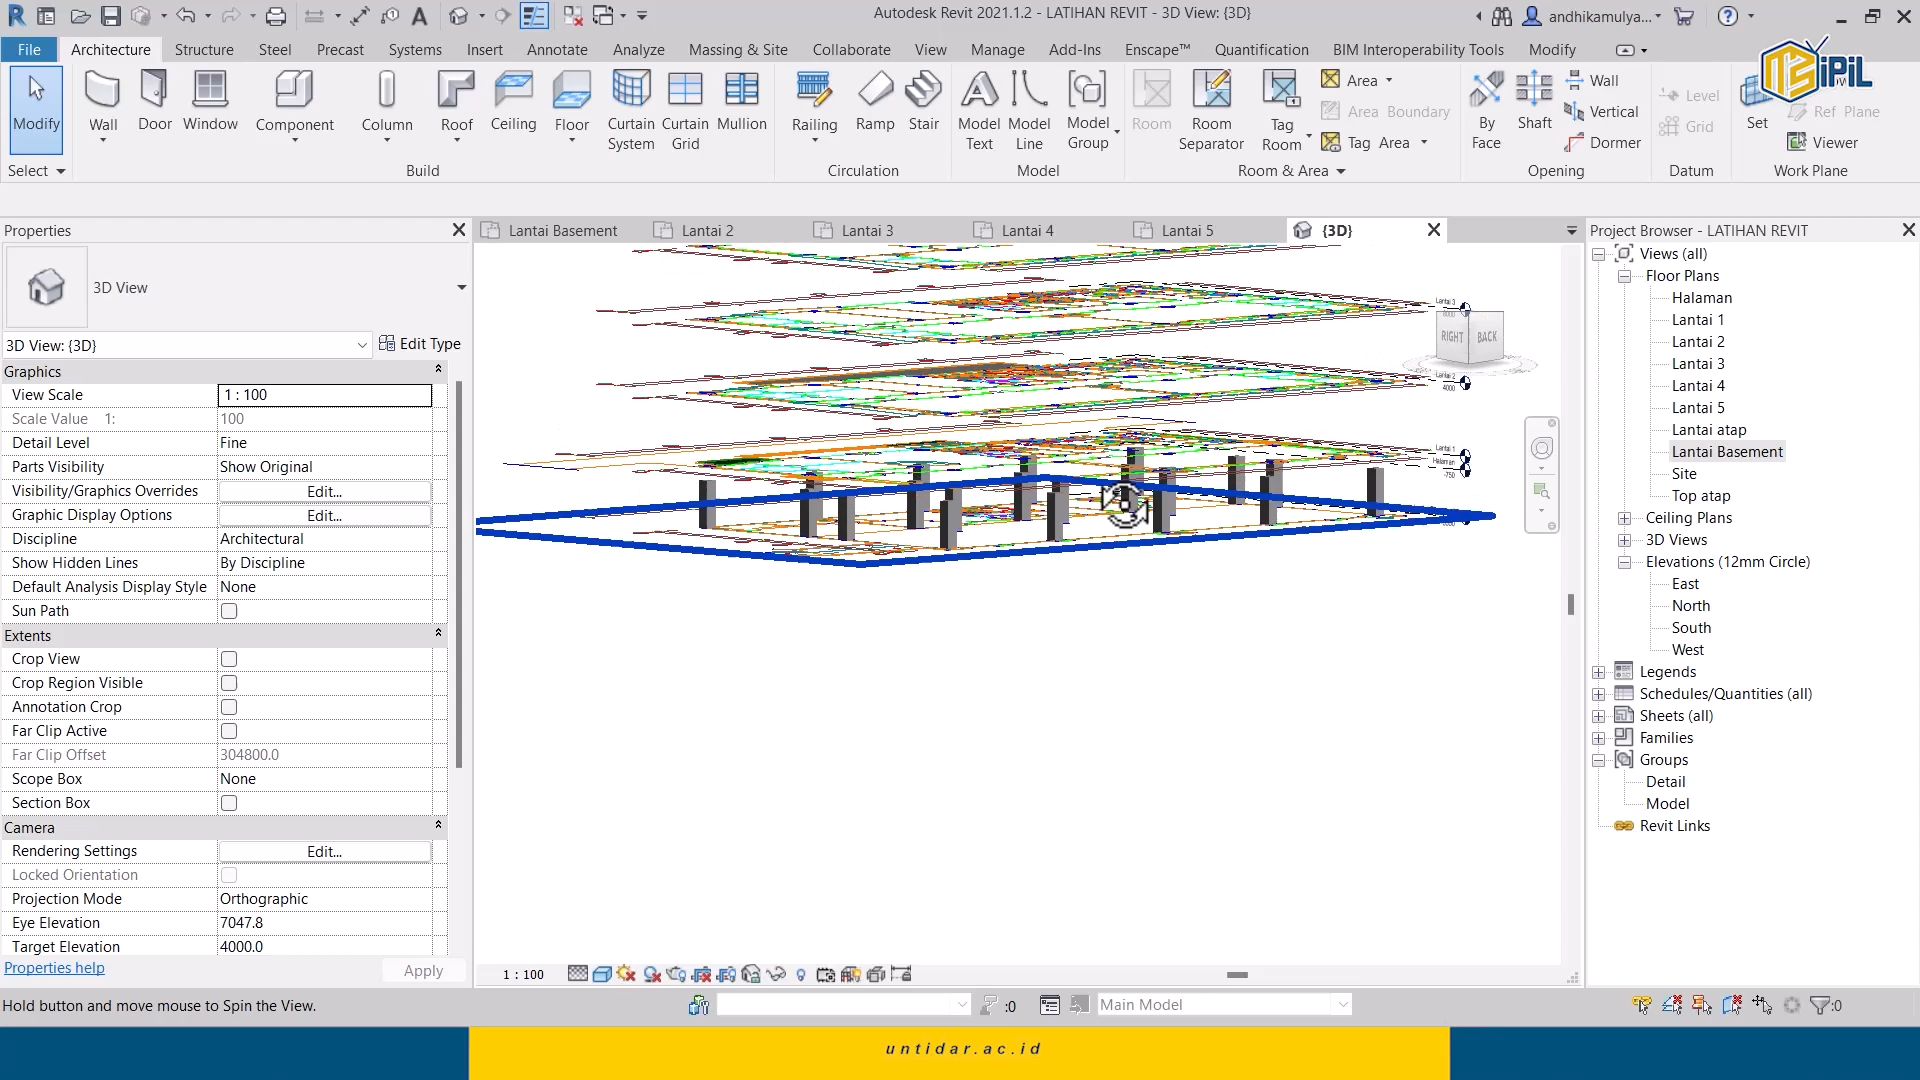 Autodesk Revit 2021.1.2 - LATIHAN REVIT - 3D View: {3D}
andhikamulya...
File Architecture Structure Steel Precast Systems Insert Annotate Analyze Massing & Site Collaborate View Manage Add-Ins Enscape™ Quantification BIM Interoperability Tools Modify
Modify
Wall
Door
Window
Component
Column
Roof
Ceiling
Floor
Curtain System
Curtain Grid
Mullion
Railing
Ramp
Stair
Model Text
Model Line
Model Group
Room
Room Separator
Tag Room
Area
Area Boundary
Tag Area
By Face
Shaft
Wall
Vertical
Dormer
Level
Grid
Set
Ref Plane
Viewer
SiPiL
Select
Build
Circulation
Model
Room & Area
Opening
Datum
Work Plane
Properties
3D View
3D View: {3D}
Edit Type
Graphics
View Scale 1 : 100
Scale Value 1: 100
Detail Level Fine
Parts Visibility Show Original
Visibility/Graphics Overrides Edit...
Graphic Display Options Edit...
Discipline Architectural
Show Hidden Lines By Discipline
Default Analysis Display Style None
Sun Path
Extents
Crop View
Crop Region Visible
Annotation Crop
Far Clip Active
Far Clip Offset 304800.0
Scope Box None
Section Box
Camera
Rendering Settings Edit...
Locked Orientation
Projection Mode Orthographic
Eye Elevation 7047.8
Target Elevation 4000.0
Properties help
Apply
Lantai Basement Lantai 2 Lantai 3 Lantai 4 Lantai 5 {3D}
Lantai 3
RIGHT BACK
Lantai 2
4000
Lantai 1
Halaman
-750
1 : 100
Project Browser - LATIHAN REVIT
Views (all)
Floor Plans
Halaman
Lantai 1
Lantai 2
Lantai 3
Lantai 4
Lantai 5
Lantai atap
Lantai Basement
Site
Top atap
Ceiling Plans
3D Views
Elevations (12mm Circle)
East
North
South
West
Legends
Schedules/Quantities (all)
Sheets (all)
Families
Groups
Detail
Model
Revit Links
Hold button and move mouse to Spin the View.
:0
Main Model
:0
untidar.ac.id